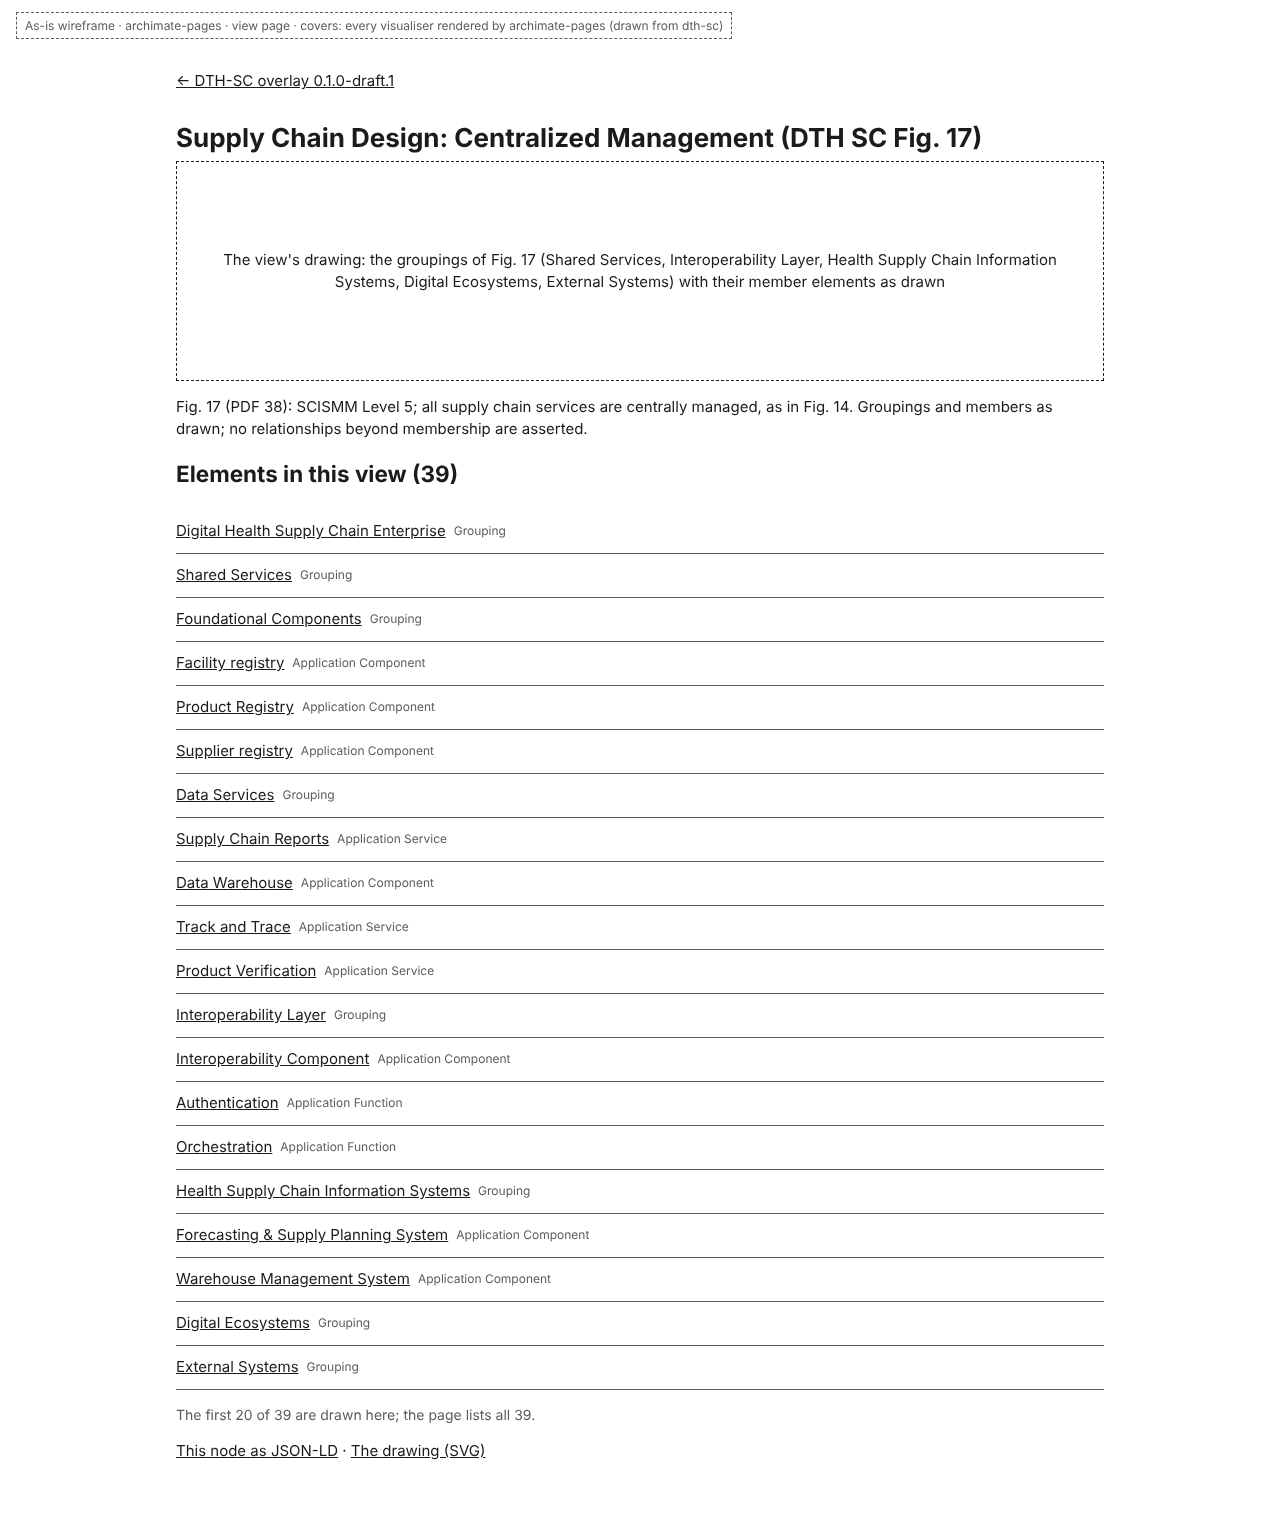 As-is wireframe · archimate-pages · view page · covers: every visualiser rendered by archimate-pages (drawn from dth-sc)
← DTH-SC overlay 0.1.0-draft.1
Supply Chain Design: Centralized Management (DTH SC Fig. 17)
The view's drawing: the groupings of Fig. 17 (Shared Services, Interoperability Layer, Health Supply Chain Information
Systems, Digital Ecosystems, External Systems) with their member elements as drawn
Fig. 17 (PDF 38): SCISMM Level 5; all supply chain services are centrally managed, as in Fig. 14. Groupings and members as
drawn; no relationships beyond membership are asserted.
Elements in this view (39)
Digital Health Supply Chain Enterprise Grouping
Shared Services Grouping
Foundational Components Grouping
Facility registry Application Component
Product Registry Application Component
Supplier registry Application Component
Data Services Grouping
Supply Chain Reports Application Service
Data Warehouse Application Component
Track and Trace Application Service
Product Verification Application Service
Interoperability Layer Grouping
Interoperability Component Application Component
Authentication Application Function
Orchestration Application Function
Health Supply Chain Information Systems Grouping
Forecasting & Supply Planning System Application Component
Warehouse Management System Application Component
Digital Ecosystems Grouping
External Systems Grouping
The first 20 of 39 are drawn here; the page lists all 39.
This node as JSON-LD · The drawing (SVG)